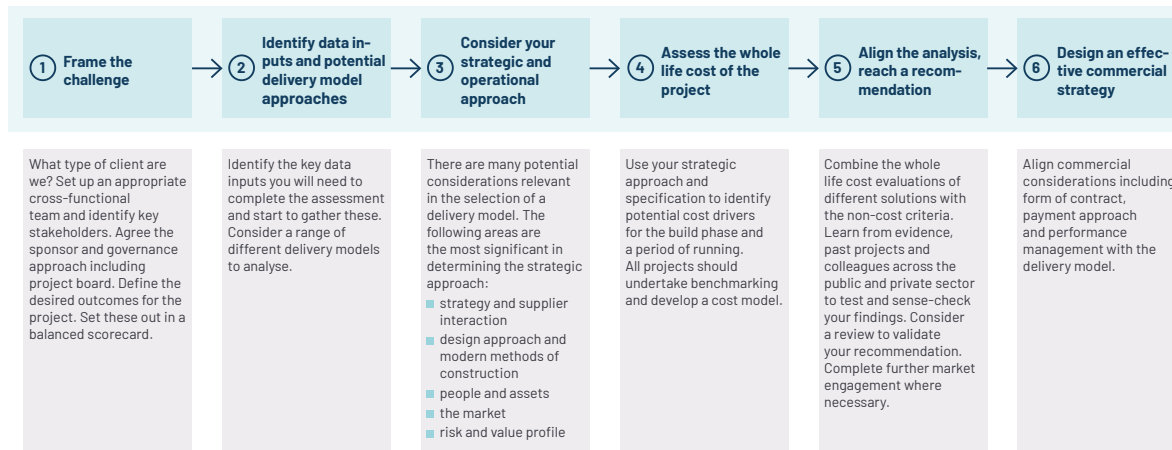 1
Frame the
challenge
2
Identify data in-
puts and potential
delivery model
approaches
3
Consider your
strategic and
operational
approach
4
Assess the whole
life cost of the
project
5
Align the analysis,
reach a recom-
mendation
6
Design an effec-
tive commercial
strategy
What type of client are
we? Set up an appropriate
cross-functional
team and identify key
stakeholders. Agree the
sponsor and governance
approach including
project board. Define the
desired outcomes for the
project. Set these out in a
balanced scorecard.
Identify the key data
inputs you will need to
complete the assessment
and start to gather these.
Consider a range of
different delivery models
to analyse.
There are many potential
considerations relevant
in the selection of a
delivery model. The
following areas are
the most significant in
determining the strategic
approach:
strategy and supplier
interaction
design approach and
modern methods of
construction
people and assets
the market
risk and value profile
Use your strategic
approach and
specification to identify
potential cost drivers
for the build phase and
a period of running.
All projects should
undertake benchmarking
and develop a cost model.
Combine the whole
life cost evaluations of
different solutions with
the non-cost criteria.
Learn from evidence,
past projects and
colleagues across the
public and private sector
to test and sense-check
your findings. Consider
a review to validate
your recommendation.
Complete further market
engagement where
necessary.
Align commercial
considerations including
form of contract,
payment approach
and performance
management with the
delivery model.